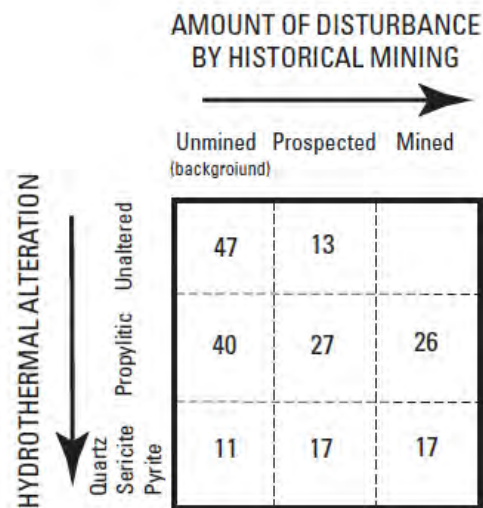 AMOUNT OF DISTURBANCE
BY HISTORICAL MINING
Unmined Prospected Mined
(backgroiund)
HYDROTHERMAL ALTERATION
Unaltered
47 13
Propylitic
40 27 26
Quartz
Sericite
Pyrite
11 17 17